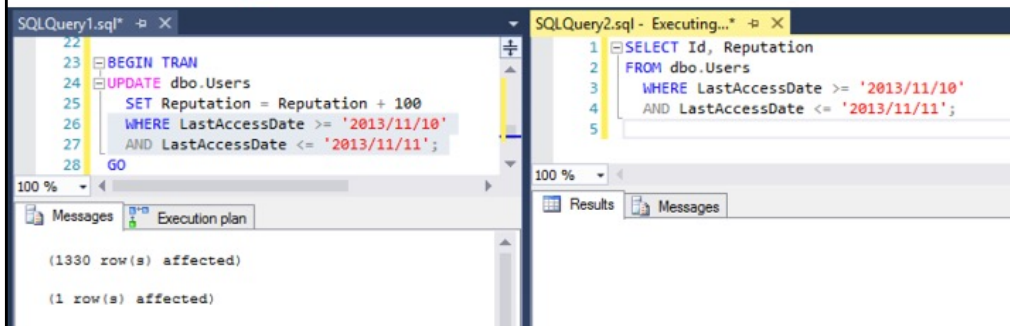 SQLQuery1.sql*
22
23 BEGIN TRAN
24 UPDATE dbo.Users
25 SET Reputation = Reputation + 100
26 WHERE LastAccessDate >= '2013/11/10'
27 AND LastAccessDate <= '2013/11/11';
28 GO
100 %
Messages Execution plan
(1330 row(s) affected)
(1 row(s) affected)
SQLQuery2.sql - Executing...*
1 SELECT Id, Reputation
2 FROM dbo.Users
3 WHERE LastAccessDate >= '2013/11/10'
4 AND LastAccessDate <= '2013/11/11';
5
100 %
Results Messages